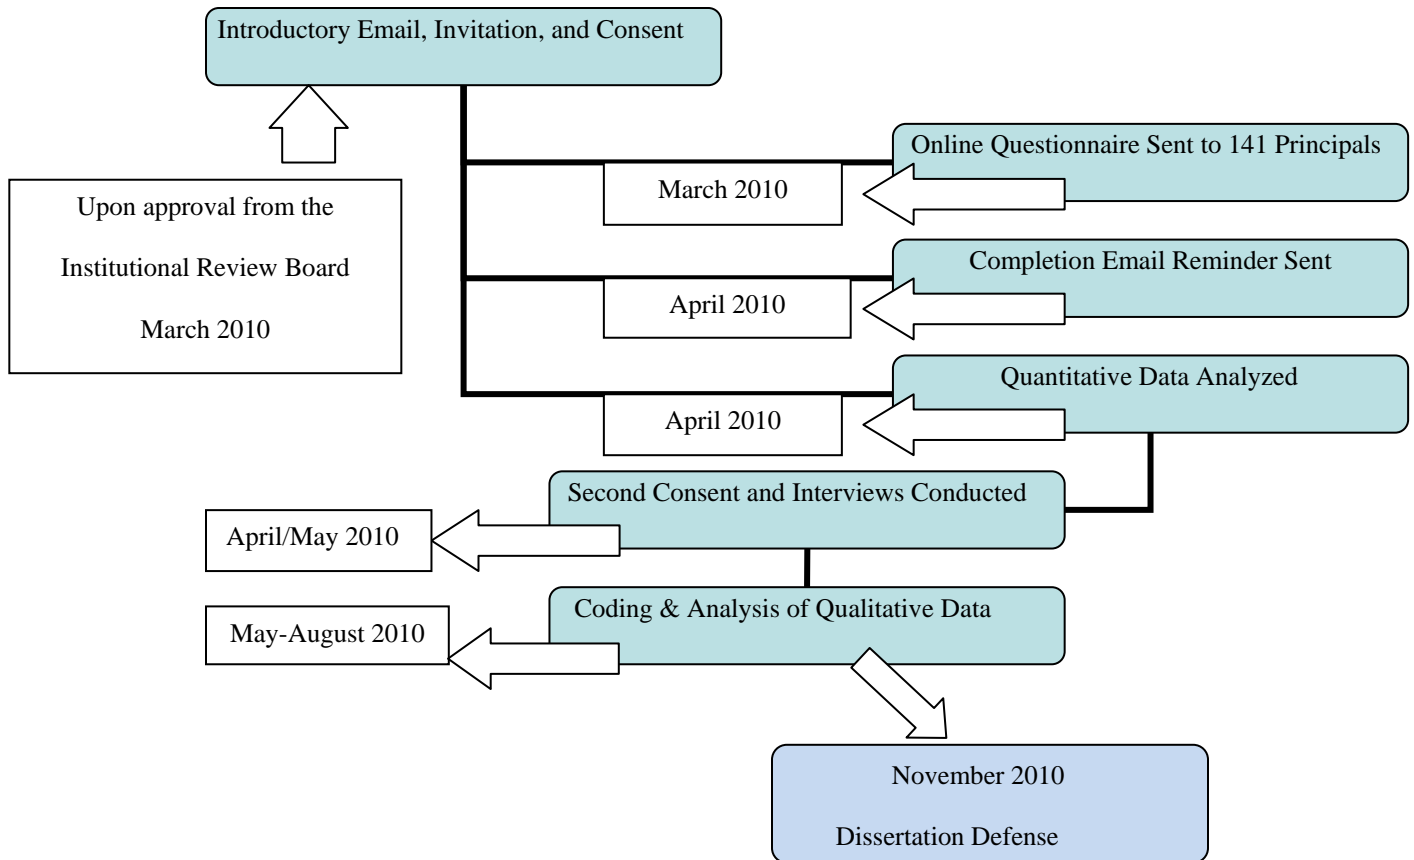 Introductory Email, Invitation, and Consent
Online Questionnaire Sent to 141 Principals
March 2010
Upon approval from the
Institutional Review Board
March 2010
Completion Email Reminder Sent
April 2010
Quantitative Data Analyzed
April 2010
Second Consent and Interviews Conducted
April/May 2010
Coding & Analysis of Qualitative Data
May-August 2010
November 2010
Dissertation Defense